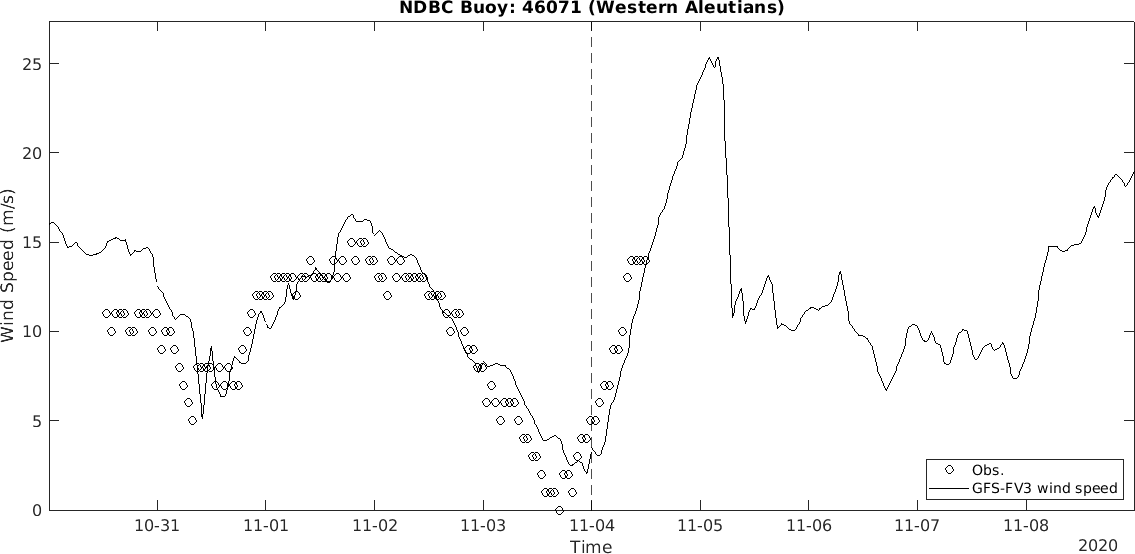 NDBC Buoy: 46071 (Western Aleutians)
25
20
15
10
5
0
Wind Speed (m/s)
10-31 11-01 11-02 11-03 11-04 11-05 11-06 11-07 11-08
Time
2020
Obs.
GFS-FV3 wind speed